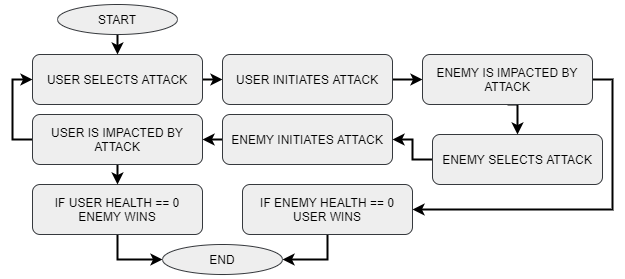 START
USER SELECTS ATTACK
USER INITIATES ATTACK
ENEMY IS IMPACTED BY
ATTACK
USER IS IMPACTED BY
ATTACK
ENEMY INITIATES ATTACK
ENEMY SELECTS ATTACK
IF USER HEALTH == 0
ENEMY WINS
IF ENEMY HEALTH == 0
USER WINS
END